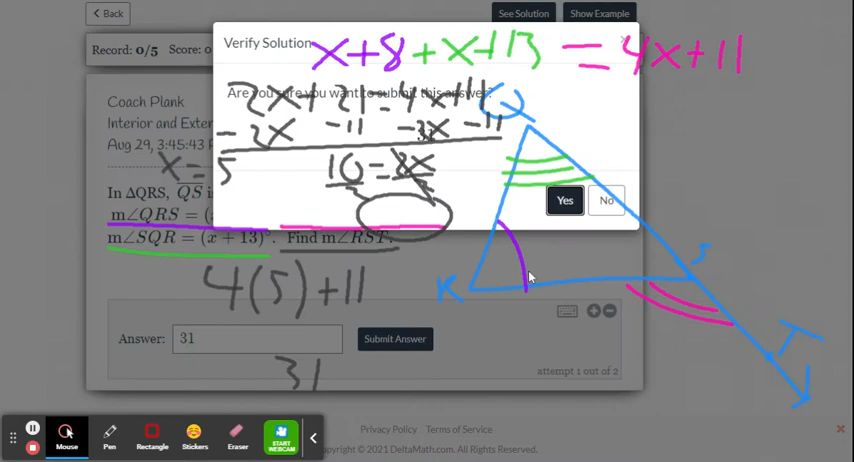 Back
See Solution
Show Example
Record: 0/5 Score: 0
Verify Solution
x+8 + x+13 = 4x+11
Are you sure you want to submit this answer?
2x+21=4x+11
- 2x -11 -2x -11
31
Coach Plank
Interior and Exter
Aug 29, 3:45:43
x = 5
10 = 2x
Yes
No
In ΔQRS, QS is
m∠QRS = (x
m∠SQR = (x + 13)°. Find m∠RST.
4(5)+11
Q
R
S
T
Answer:
31
Submit Answer
31
attempt 1 out of 2
Mouse
Pen
Rectangle
Stickers
Eraser
START WEBCAM
Privacy Policy
Terms of Service
opyright © 2021 DeltaMath.com. All Rights Reserved.